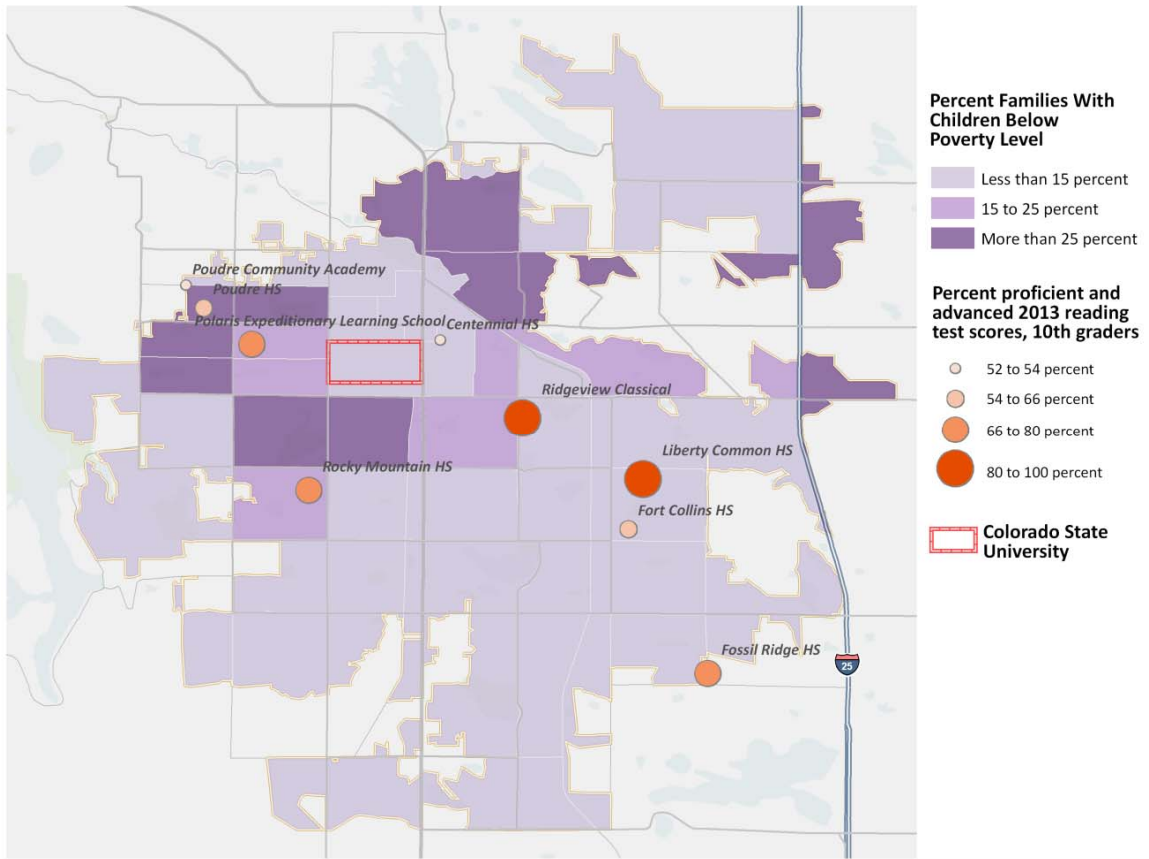 Poudre Community Academy
Poudre HS
Polaris Expeditionary Learning School
Centennial HS
Ridgeview Classical
Liberty Common HS
Rocky Mountain HS
Fort Collins HS
Fossil Ridge HS
25
Percent Families With
Children Below
Poverty Level
Less than 15 percent
15 to 25 percent
More than 25 percent
Percent proficient and
advanced 2013 reading
test scores, 10th graders
52 to 54 percent
54 to 66 percent
66 to 80 percent
80 to 100 percent
Colorado State
University